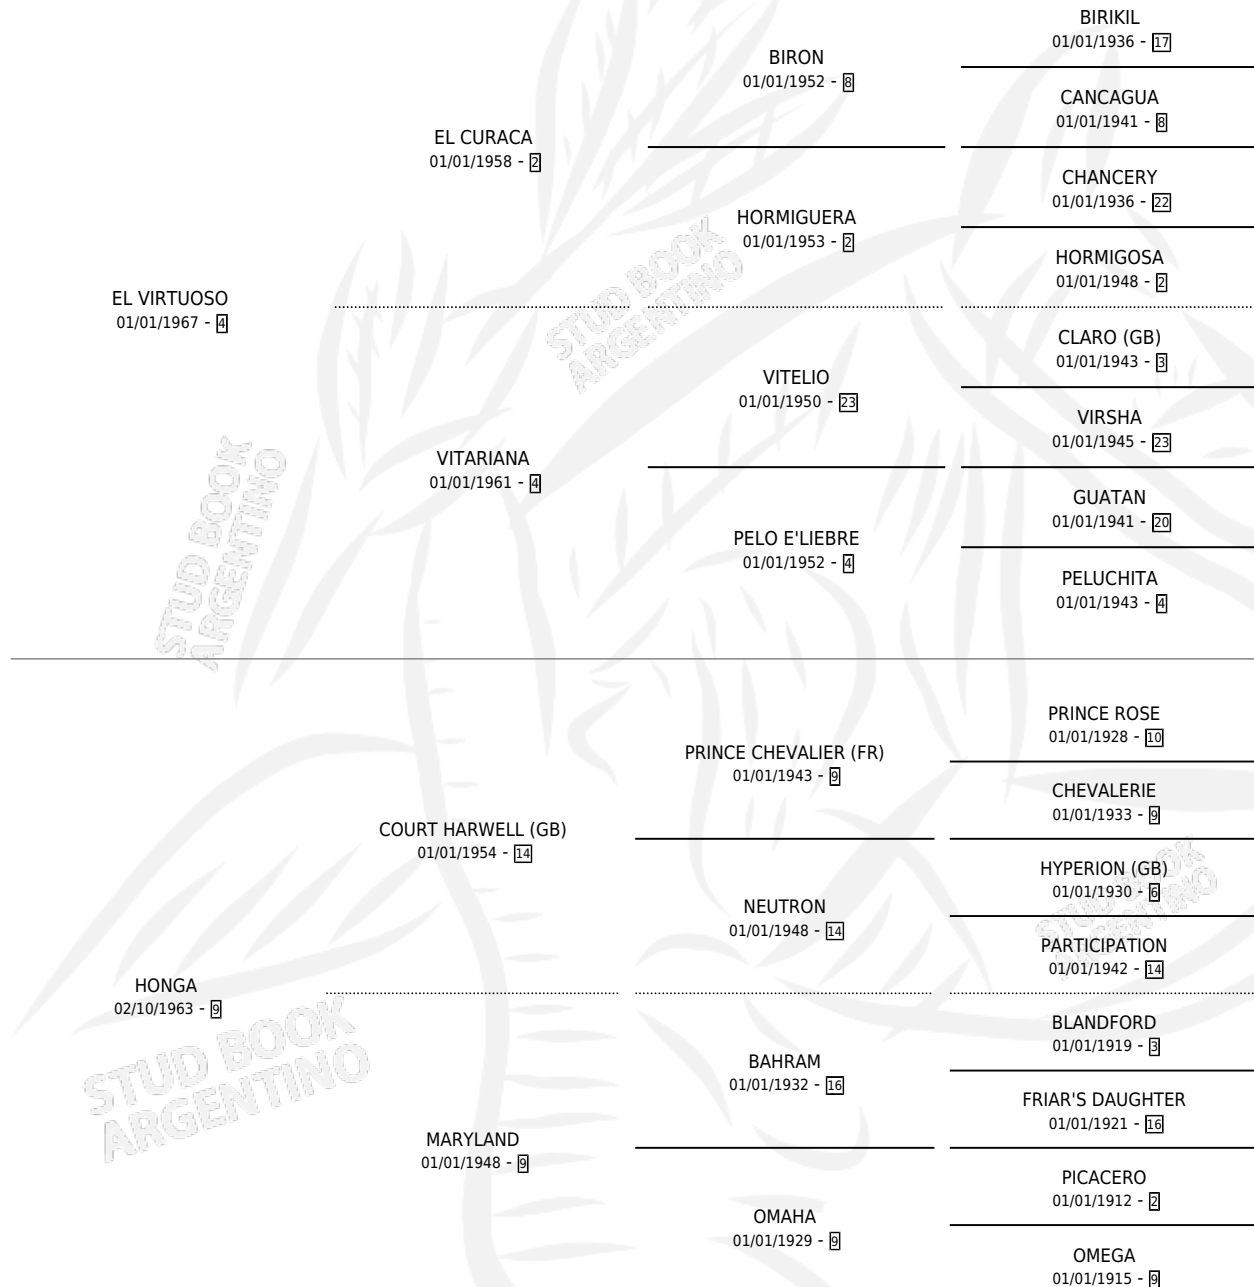 BIRIKIL
01/01/1936 - 17
BIRON
01/01/1952 - 8
CANCAGUA
01/01/1941 - 8
EL CURACA
01/01/1958 - 2
CHANCERY
01/01/1936 - 22
HORMIGUERA
01/01/1953 - 2
HORMIGOSA
01/01/1948 - 2
EL VIRTUOSO
01/01/1967 - 4
CLARO (GB)
01/01/1943 - 3
VITELIO
01/01/1950 - 23
VIRSHA
01/01/1945 - 23
VITARIANA
01/01/1961 - 4
GUATAN
01/01/1941 - 20
PELO E'LIEBRE
01/01/1952 - 4
PELUCHITA
01/01/1943 - 4
STUD BOOK
ARGENTINO
STUD BOOK
ARGENTINO
PRINCE ROSE
01/01/1928 - 10
PRINCE CHEVALIER (FR)
01/01/1943 - 9
CHEVALERIE
01/01/1933 - 9
COURT HARWELL (GB)
01/01/1954 - 14
HYPERION (GB)
01/01/1930 - 6
NEUTRON
01/01/1948 - 14
PARTICIPATION
01/01/1942 - 14
HONGA
02/10/1963 - 9
BLANDFORD
01/01/1919 - 3
BAHRAM
01/01/1932 - 16
FRIAR'S DAUGHTER
01/01/1921 - 16
MARYLAND
01/01/1948 - 9
PICACERO
01/01/1912 - 2
OMAHA
01/01/1929 - 9
OMEGA
01/01/1915 - 9
STUD BOOK
ARGENTINO
STUD BOOK
ARGENTINO